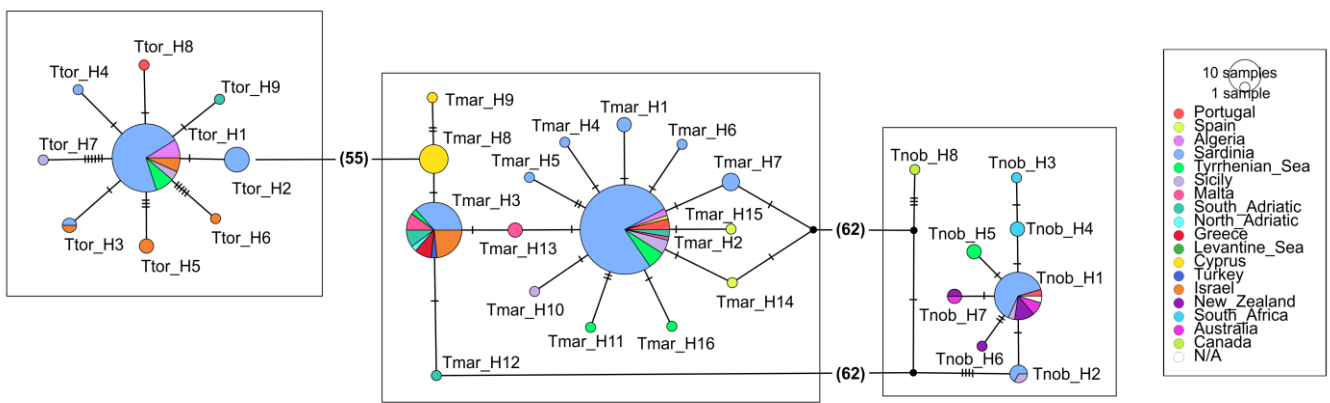 Ttor_H8
Ttor_H4
Ttor_H9
Ttor_H1
Ttor_H7
Ttor_H2
Ttor_H3
Ttor_H6
Ttor_H5
(55)
Tmar_H9
Tmar_H1
Tmar_H4
Tmar_H6
Tmar_H8
Tmar_H5
Tmar_H7
Tmar_H3
Tmar_H15
Tmar_H2
Tmar_H13
Tmar_H14
Tmar_H10
Tmar_H11
Tmar_H16
Tmar_H12
(62)
(62)
Tnob_H8
Tnob_H3
Tnob_H4
Tnob_H5
Tnob_H1
Tnob_H7
Tnob_H6
Tnob_H2
10 samples
1 sample
Portugal
Spain
Algeria
Sardinia
Tyrrhenian_Sea
Sicily
Malta
South_Adriatic
North_Adriatic
Greece
Levantine_Sea
Cyprus
Turkey
Israel
New_Zealand
South_Africa
Australia
Canada
N/A